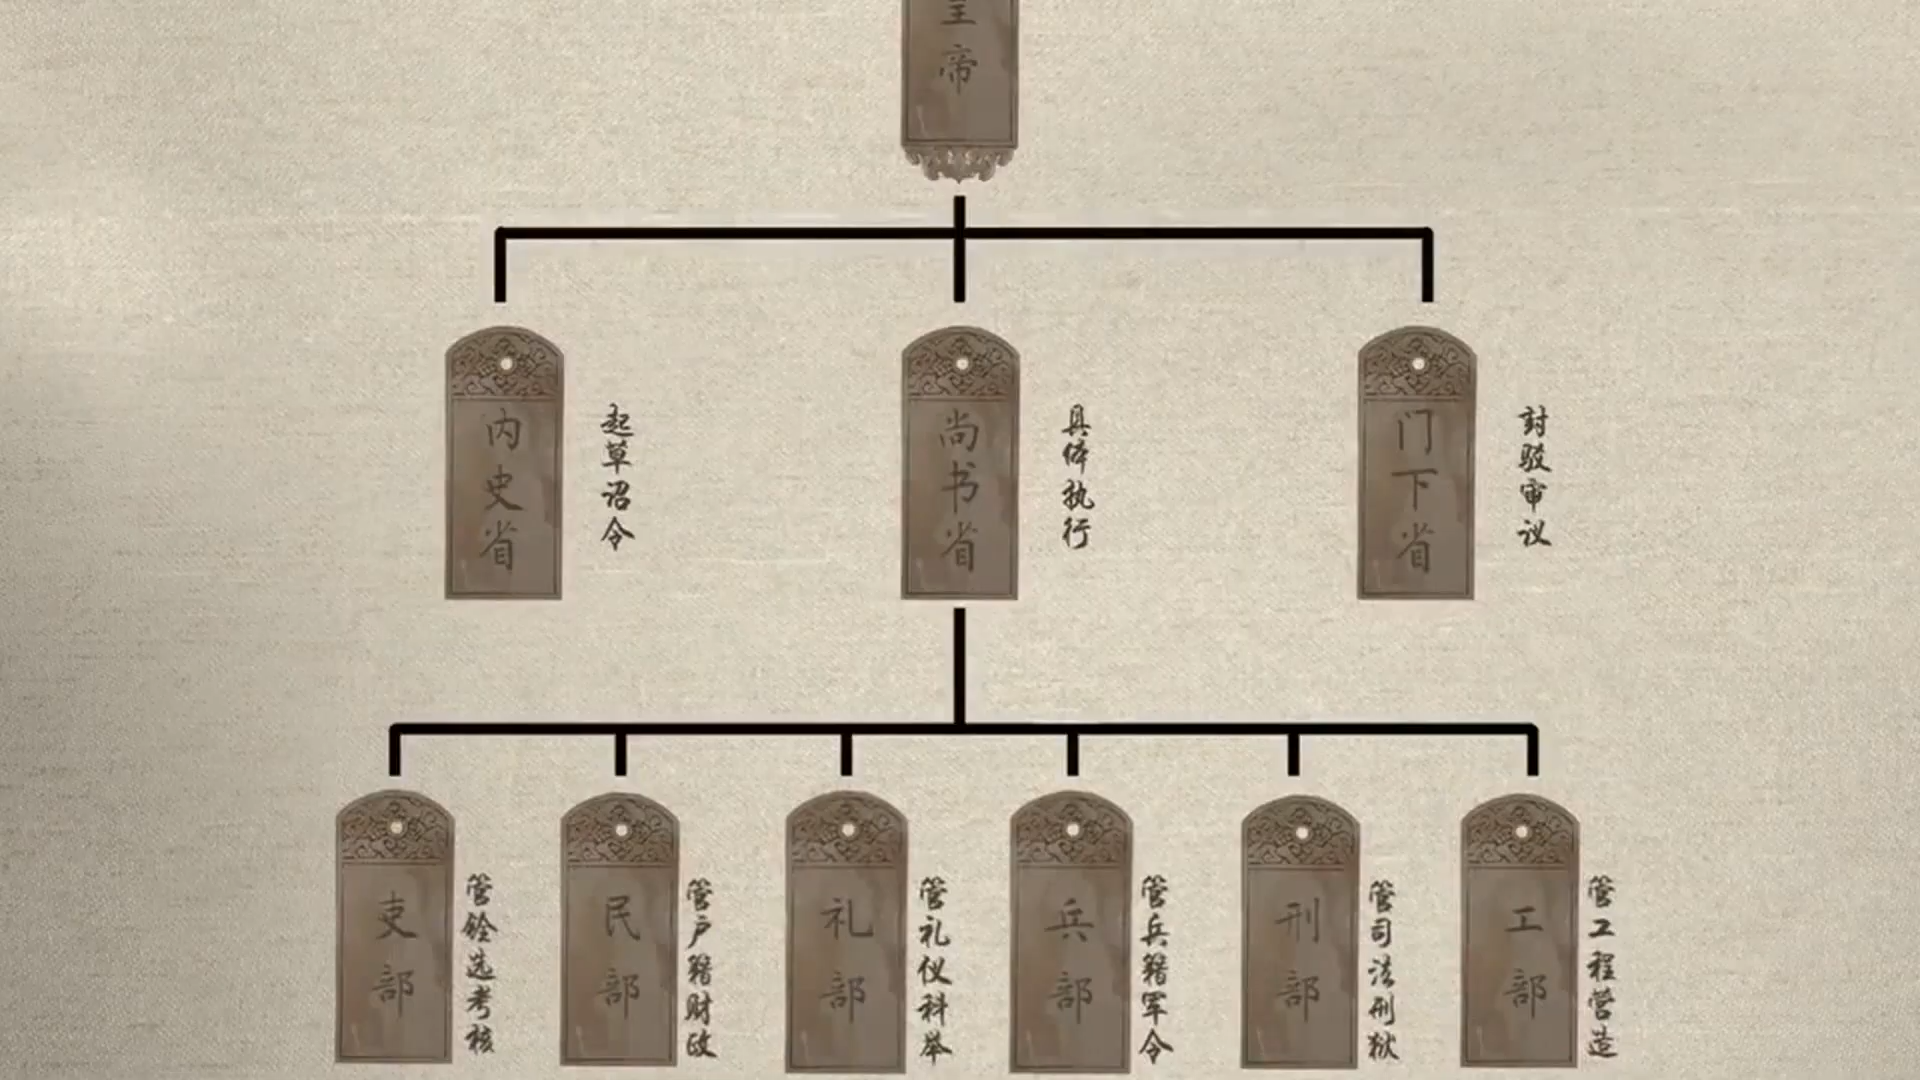 皇帝
内史省
起草诏令
尚书省
具体执行
门下省
封驳审议
吏部
管铨选考核
民部
管户籍财政
礼部
管礼仪科举
兵部
管兵籍军令
刑部
管司法刑狱
工部
管工程营造